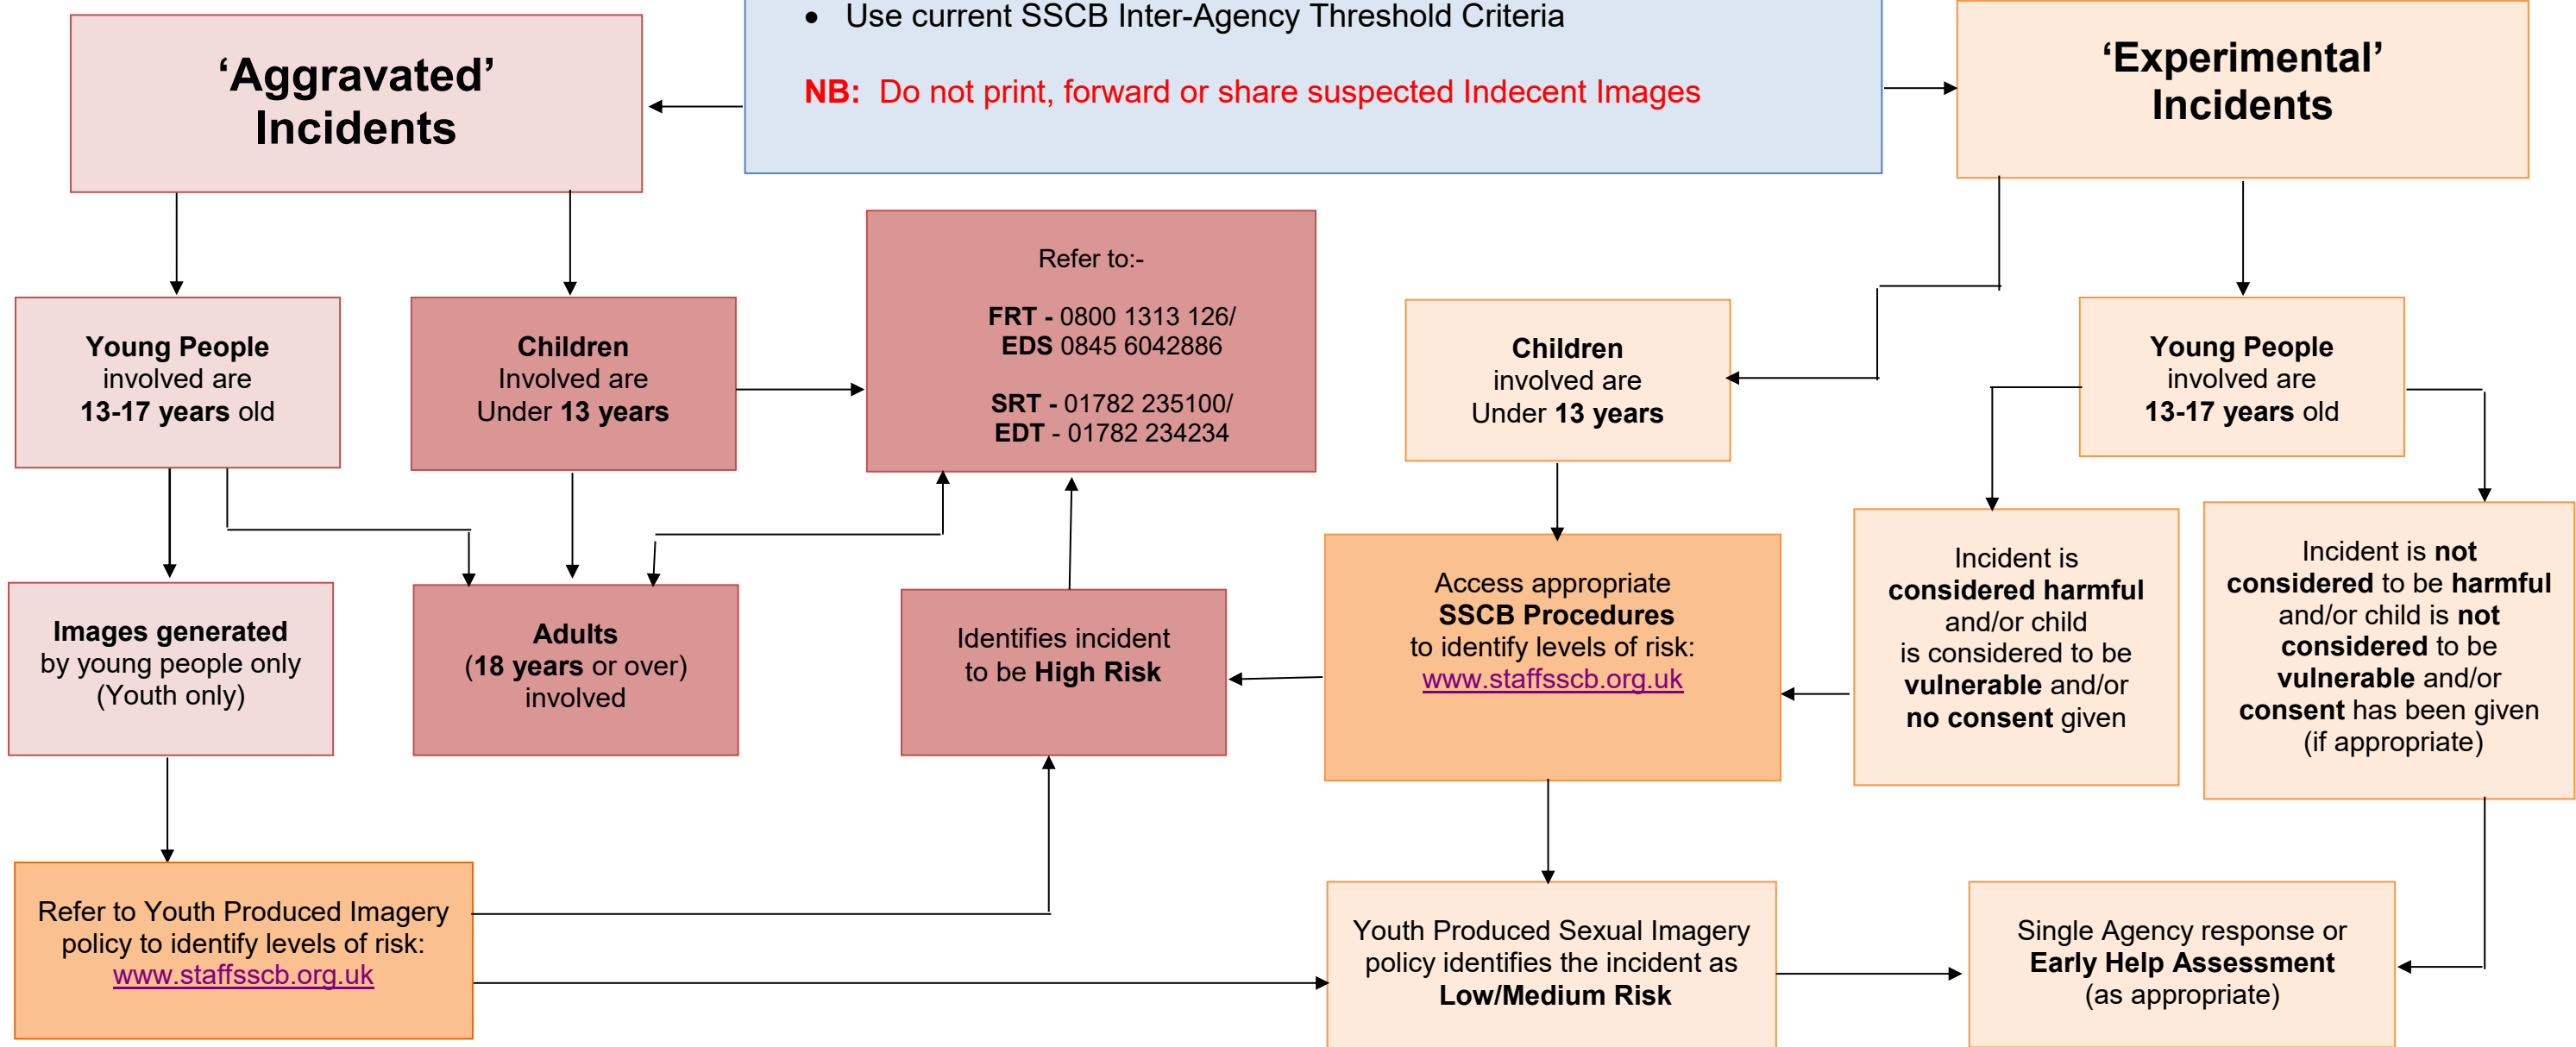 • Use current SSCB Inter-Agency Threshold Criteria
NB: Do not print, forward or share suspected Indecent Images
‘Aggravated’
Incidents
‘Experimental’
Incidents
Young People
involved are
13-17 years old
Children
Involved are
Under 13 years
Refer to:-
FRT - 0800 1313 126/
EDS 0845 6042886
SRT - 01782 235100/
EDT - 01782 234234
Children
involved are
Under 13 years
Young People
involved are
13-17 years old
Images generated
by young people only
(Youth only)
Adults
(18 years or over)
involved
Identifies incident
to be High Risk
Access appropriate
SSCB Procedures
to identify levels of risk:
www.staffsscb.org.uk
Incident is
considered harmful
and/or child
is considered to be
vulnerable and/or
no consent given
Incident is not
considered to be harmful
and/or child is not
considered to be
vulnerable and/or
consent has been given
(if appropriate)
Refer to Youth Produced Imagery
policy to identify levels of risk:
www.staffsscb.org.uk
Youth Produced Sexual Imagery
policy identifies the incident as
Low/Medium Risk
Single Agency response or
Early Help Assessment
(as appropriate)